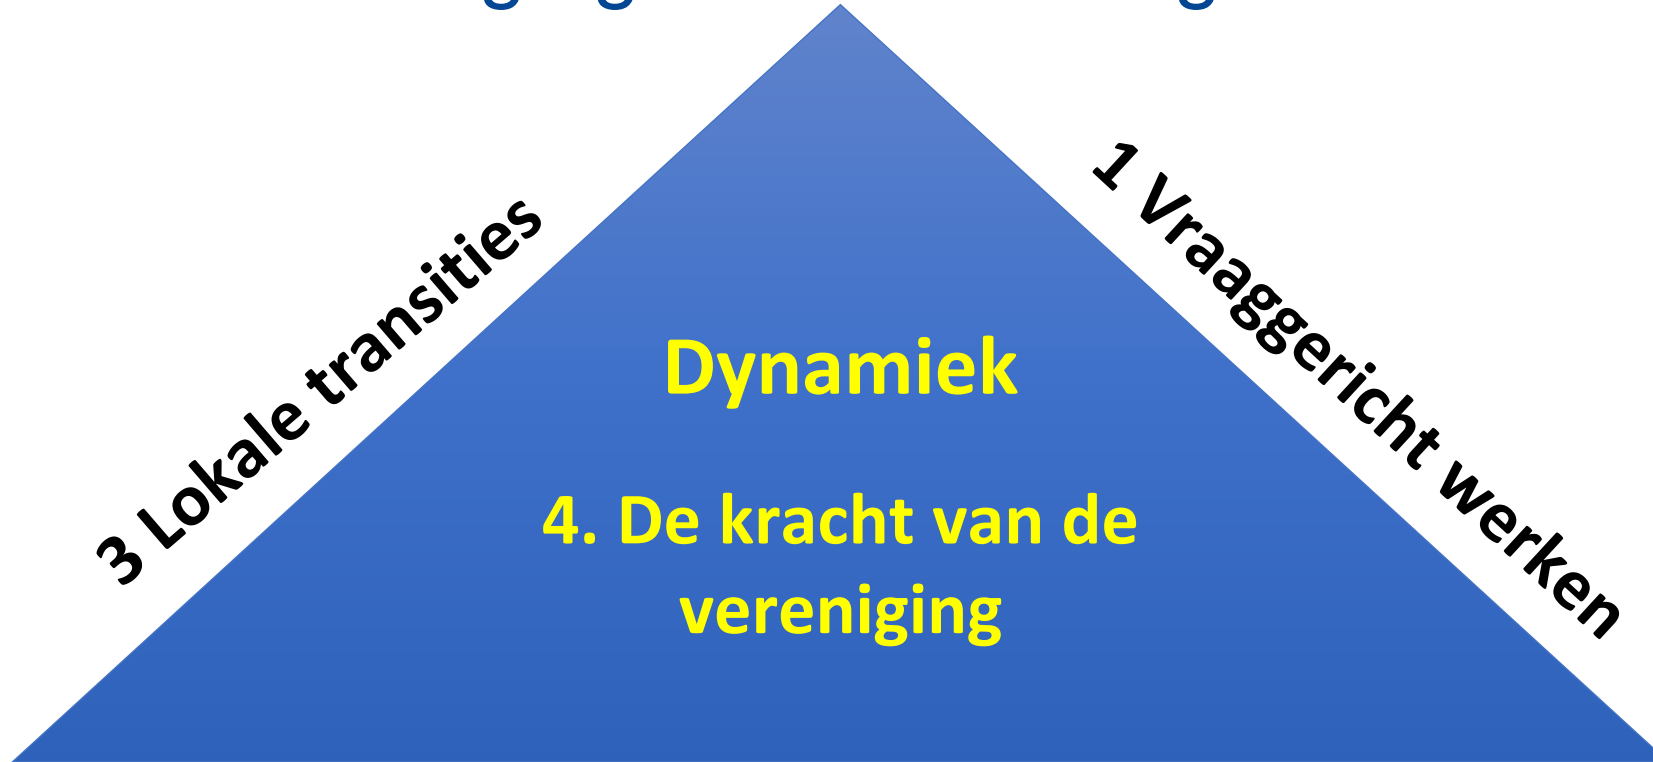 3 Lokale transities
1 Vraaggericht werken
Dynamiek
4. De kracht van de
vereniging